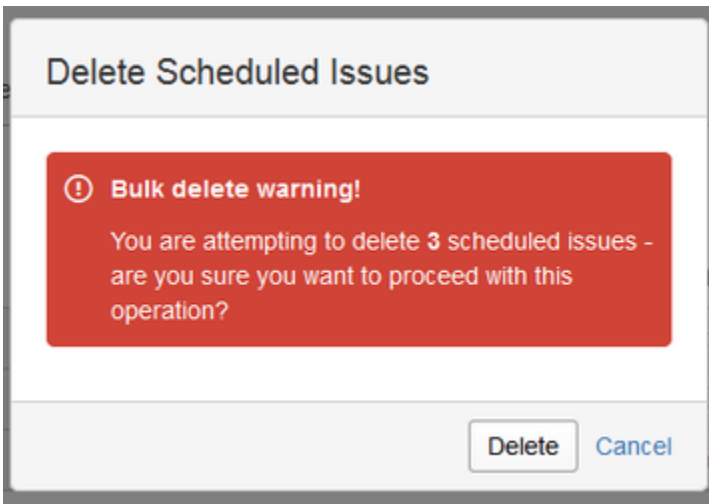 Delete Scheduled Issues
Bulk delete warning!
You are attempting to delete 3 scheduled issues -
are you sure you want to proceed with this
operation?
Delete Cancel